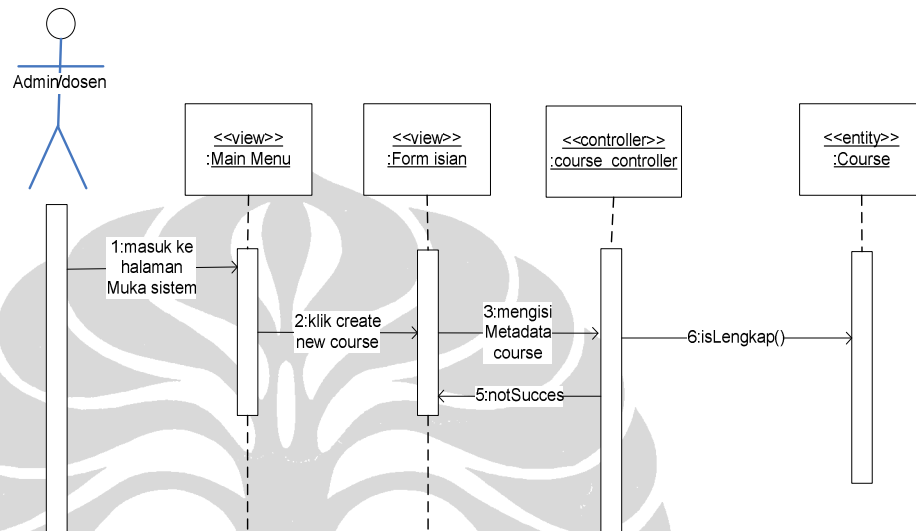 Admin/dosen
<<view>>
:Main Menu
<<view>>
:Form isian
<<controller>>
:course_controller
<<entity>>
:Course
1:masuk ke
halaman
Muka sistem
2:klik create
new course
3:mengisi
Metadata
course
6:isLengkap()
5:notSucces